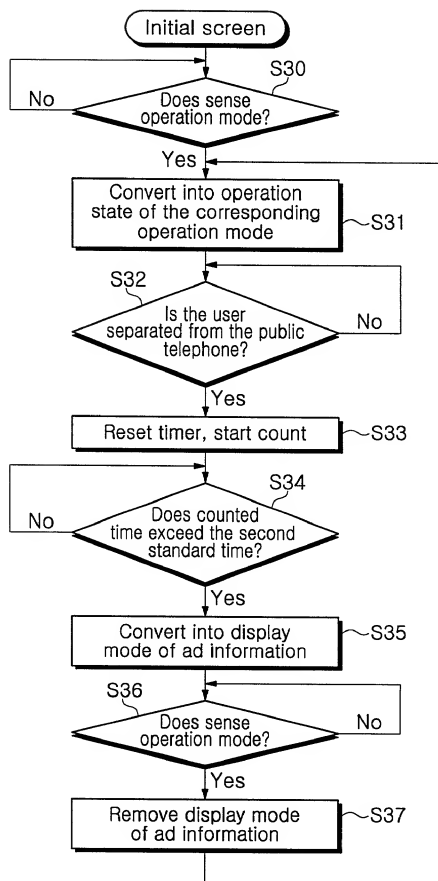 Initial screen
S30
Does sense
operation mode?
No
Yes
Convert into operation
state of the corresponding
operation mode
S31
S32
Is the user
separated from the public
telephone?
No
Yes
Reset timer, start count
S33
S34
Does counted
time exceed the second
standard time?
No
Yes
Convert into display
mode of ad information
S35
S36
Does sense
operation mode?
No
Yes
Remove display mode
of ad information
S37